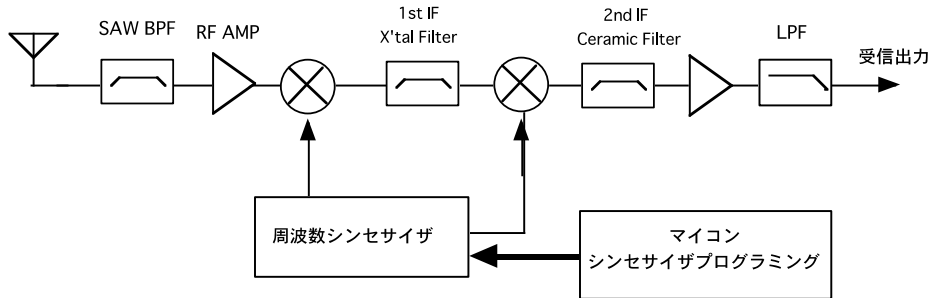 SAW BPF
RF AMP
1st IF
X'tal Filter
2nd IF
Ceramic Filter
LPF
受信出力
周波数シンセサイザ
マイコン
シンセサイザプログラミング